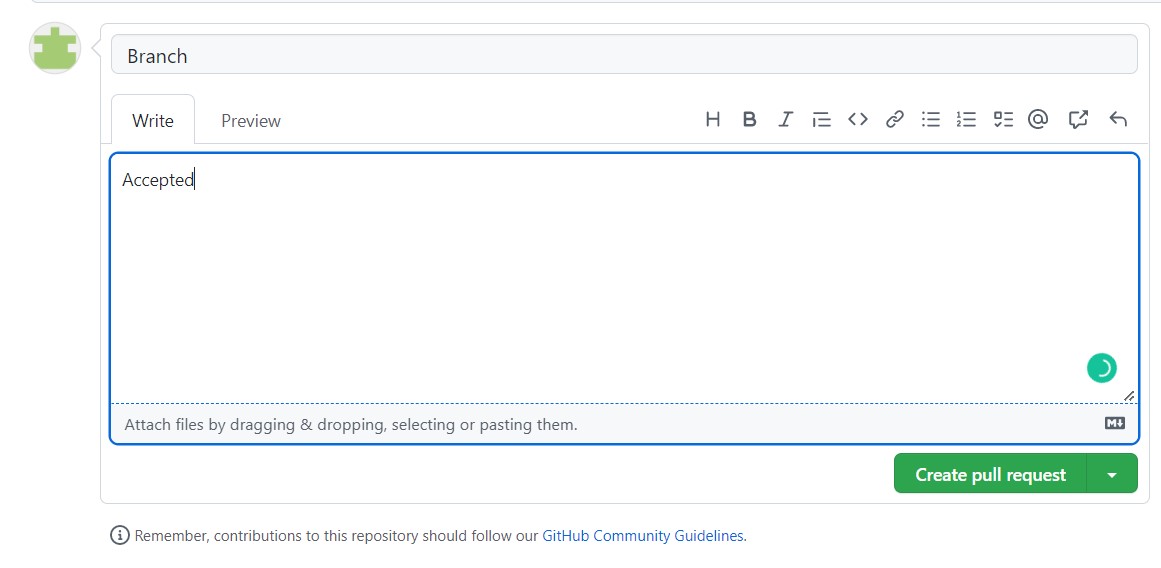 Branch
Write Preview H B I @
Accepted
Attach files by dragging & dropping, selecting or pasting them. M
Create pull request
Remember, contributions to this repository should follow our GitHub Community Guidelines.